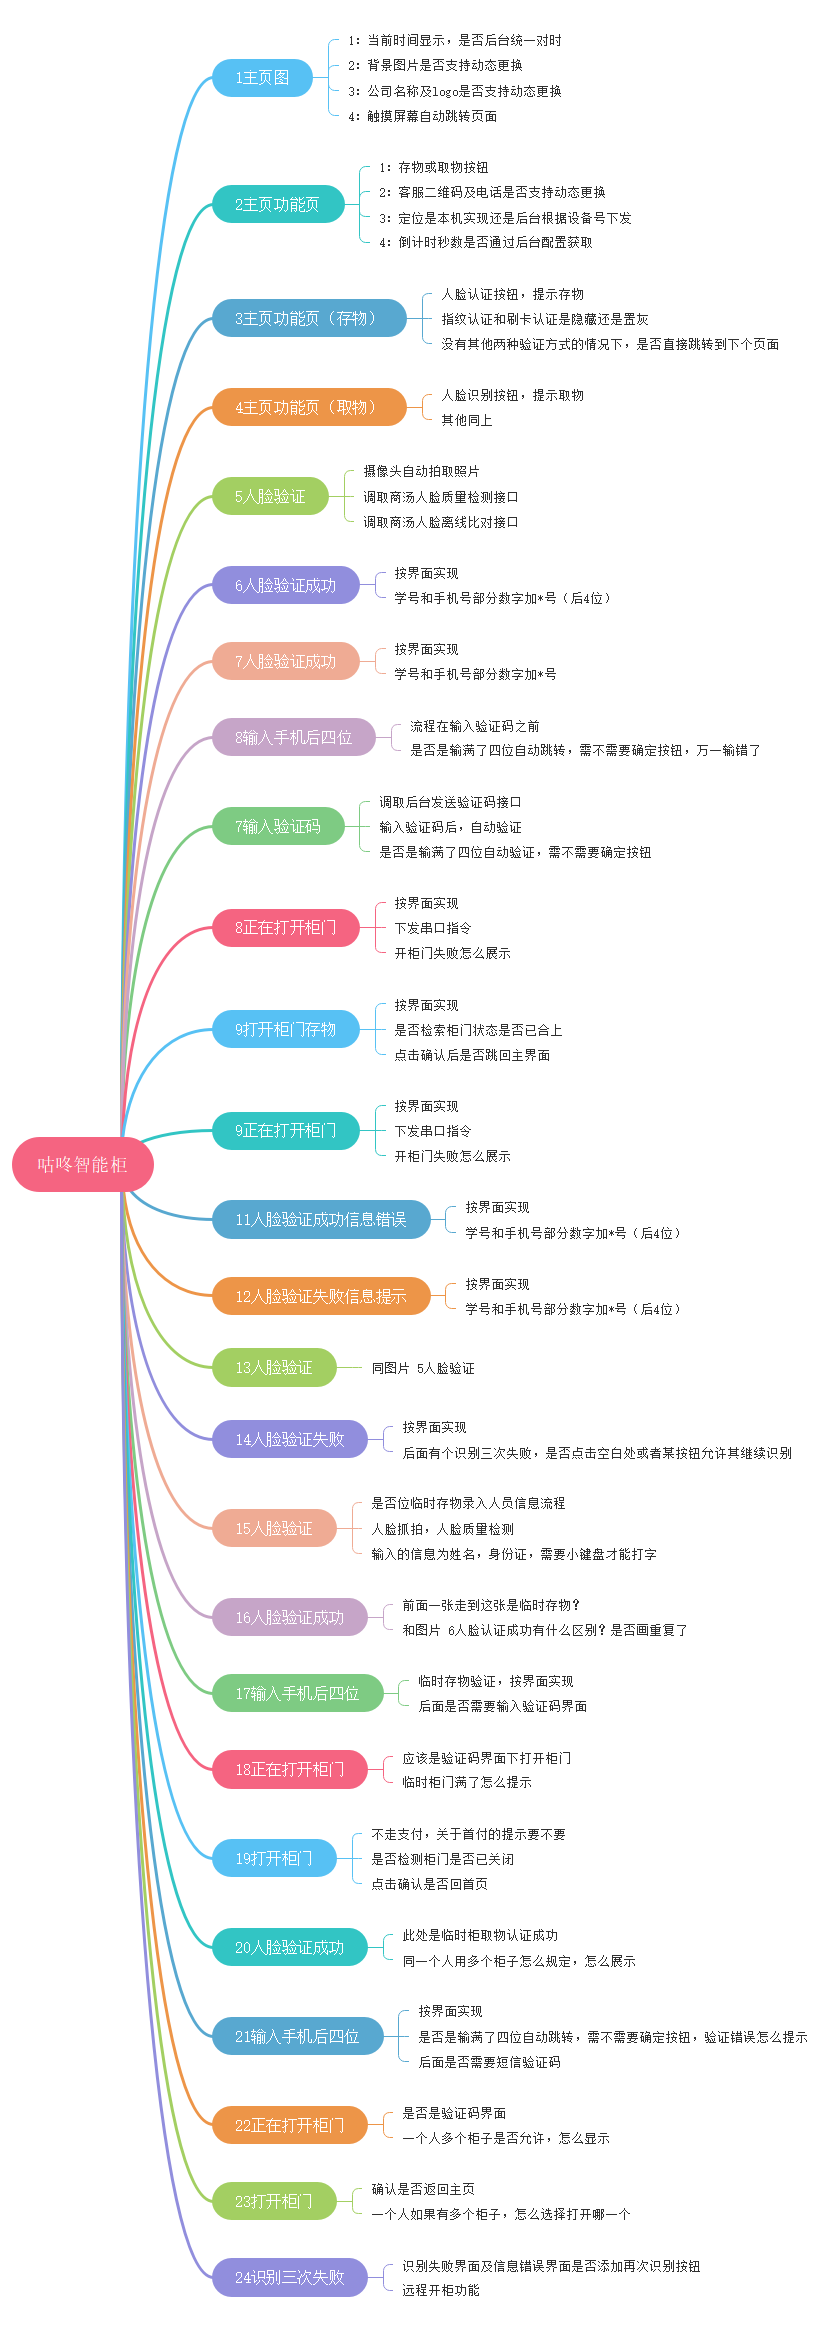 1主页图
1: 当前时间显示，是否后台统一对时
2: 背景图片是否支持动态更换
3: 公司名称及logo是否支持动态更换
4: 触摸屏幕自动跳转页面
2主页功能页
1: 存物或取物按钮
2: 客服二维码及电话是否支持动态更换
3: 定位是本机实现还是后台根据设备号下发
4: 倒计时秒数是否通过后台配置获取
3主页功能页（存物）
人脸认证按钮，提示存物
指纹认证和刷卡认证是隐藏还是置灰
没有其他两种验证方式的情况下，是否直接跳转到下个页面
4主页功能页（取物）
人脸识别按钮，提示取物
其他同上
5人脸验证
摄像头自动拍取照片
调取商汤人脸质量检测接口
调取商汤人脸离线比对接口
6人脸验证成功
按界面实现
学号和手机号部分数字加*号（后4位）
7人脸验证成功
按界面实现
学号和手机号部分数字加*号
8输入手机后四位
流程在输入验证码之前
是否是输满了四位自动跳转，需不需要确定按钮，万一输错了
7输入验证码
调取后台发送验证码接口
输入验证码后，自动验证
是否是输满了四位自动验证，需不需要确定按钮
8正在打开柜门
按界面实现
下发串口指令
开柜门失败怎么展示
9打开柜门存物
按界面实现
是否检索柜门状态是否已合上
点击确认后是否跳回主界面
9正在打开柜门
按界面实现
下发串口指令
开柜门失败怎么展示
咕咚智能柜
11人脸验证成功信息错误
按界面实现
学号和手机号部分数字加*号（后4位）
12人脸验证失败信息提示
按界面实现
学号和手机号部分数字加*号（后4位）
13人脸验证
同图片 5人脸验证
14人脸验证失败
按界面实现
后面有个识别三次失败，是否点击空白处或者某按钮允许其继续识别
15人脸验证
是否位临时存物录入人员信息流程
人脸抓拍，人脸质量检测
输入的信息为姓名，身份证，需要小键盘才能打字
16人脸验证成功
前面一张走到这张是临时存物？
和图片 6人脸认证成功有什么区别？是否画重复了
17输入手机后四位
临时存物验证，按界面实现
后面是否需要输入验证码界面
18正在打开柜门
应该是验证码界面下打开柜门
临时柜门满了怎么提示
19打开柜门
不走支付，关于首付的提示要不要
是否检测柜门是否已关闭
点击确认是否回首页
20人脸验证成功
此处是临时柜取物认证成功
同一个人用多个柜子怎么规定，怎么展示
21输入手机后四位
按界面实现
是否是输满了四位自动跳转，需不需要确定按钮，验证错误怎么提示
后面是否需要短信验证码
22正在打开柜门
是否是验证码界面
一个人多个柜子是否允许，怎么显示
23打开柜门
确认是否返回主页
一个人如果有多个柜子，怎么选择打开哪一个
24识别三次失败
识别失败界面及信息错误界面是否添加再次识别按钮
远程开柜功能